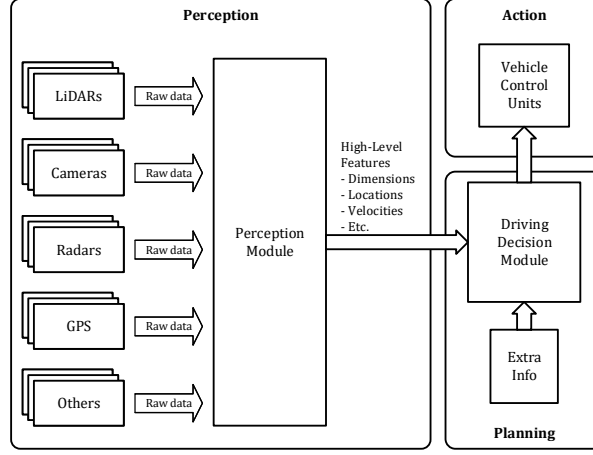 Perception
LiDARs
Raw data
Cameras
Raw data
Radars
Raw data
GPS
Raw data
Others
Raw data
Perception
Module
High-Level
Features
- Dimensions
- Locations
- Velocities
- Etc.
Action
Vehicle
Control
Units
Driving
Decision
Module
Extra
Info
Planning